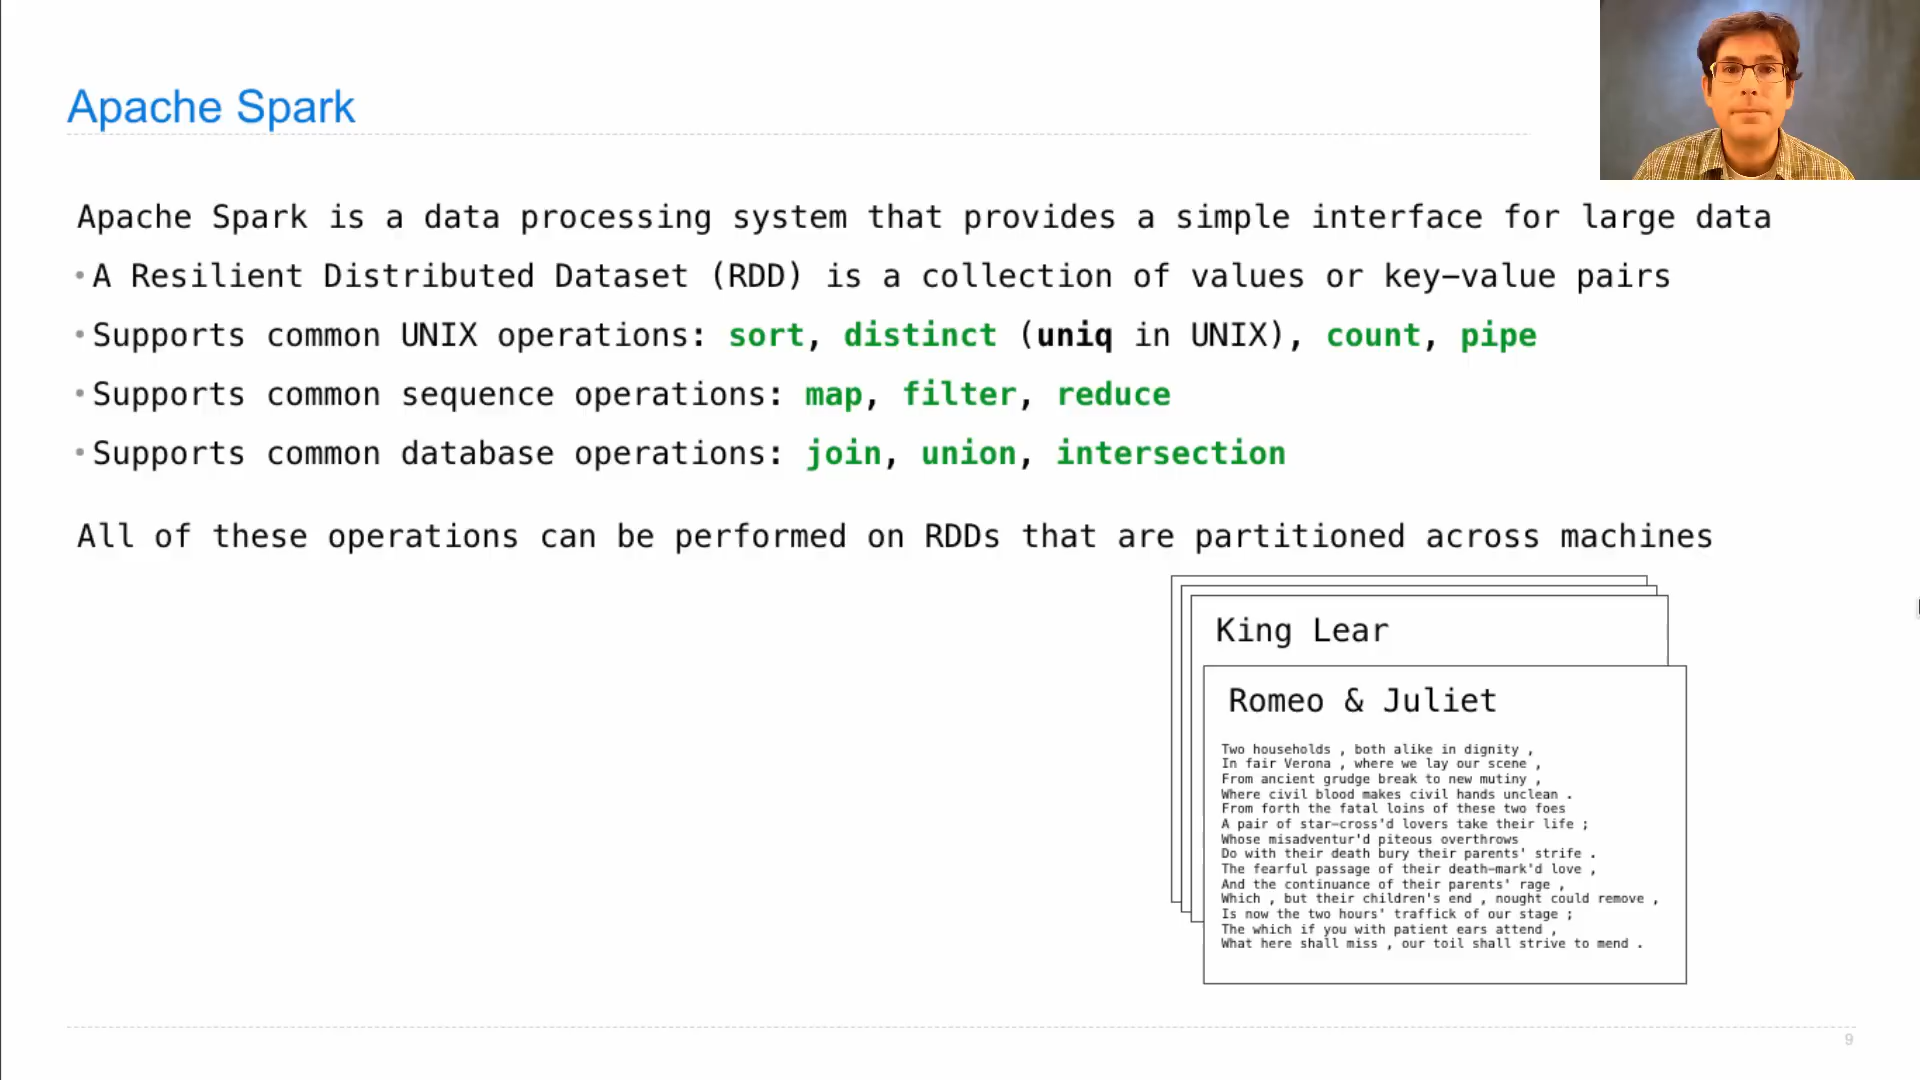 Apache Spark
Apache Spark is a data processing system that provides a simple interface for large data
•A Resilient Distributed Dataset (RDD) is a collection of values or key-value pairs
•Supports common UNIX operations: sort, distinct (uniq in UNIX), count, pipe
•Supports common sequence operations: map, filter, reduce
•Supports common database operations: join, union, intersection
All of these operations can be performed on RDDs that are partitioned across machines
King Lear
Romeo & Juliet
Two households , both alike in dignity ,
In fair Verona , where we lay our scene ,
From ancient grudge break to new mutiny ,
Where civil blood makes civil hands unclean .
From forth the fatal loins of these two foes
A pair of star-cross'd lovers take their life ;
Whose misadventur'd piteous overthrows
Do with their death bury their parents' strife .
The fearful passage of their death-mark'd love ,
And the continuance of their parents' rage ,
Which , but their children's end , nought could remove ,
Is now the two hours' traffick of our stage ;
The which if you with patient ears attend ,
What here shall miss , our toil shall strive to mend .
9